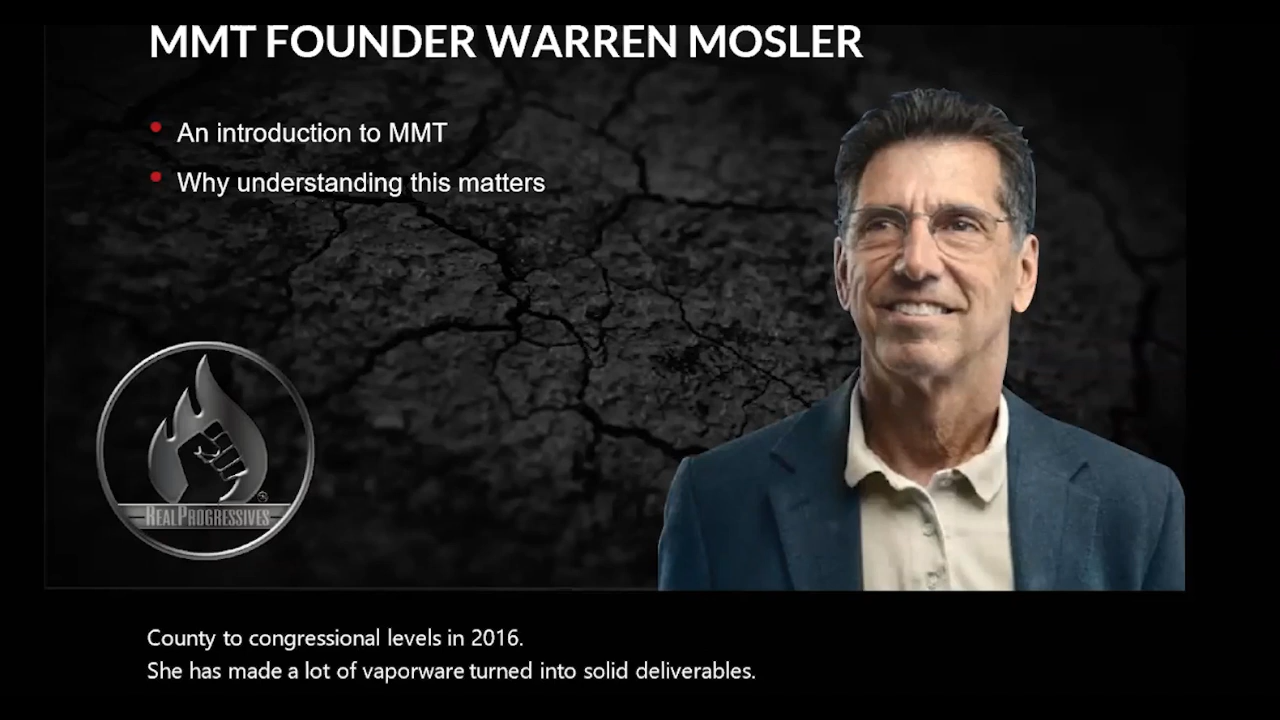 MMT FOUNDER WARREN MOSLER
An introduction to MMT
Why understanding this matters
REALPROGRESSIVES
County to congressional levels in 2016.
She has made a lot of vaporware turned into solid deliverables.